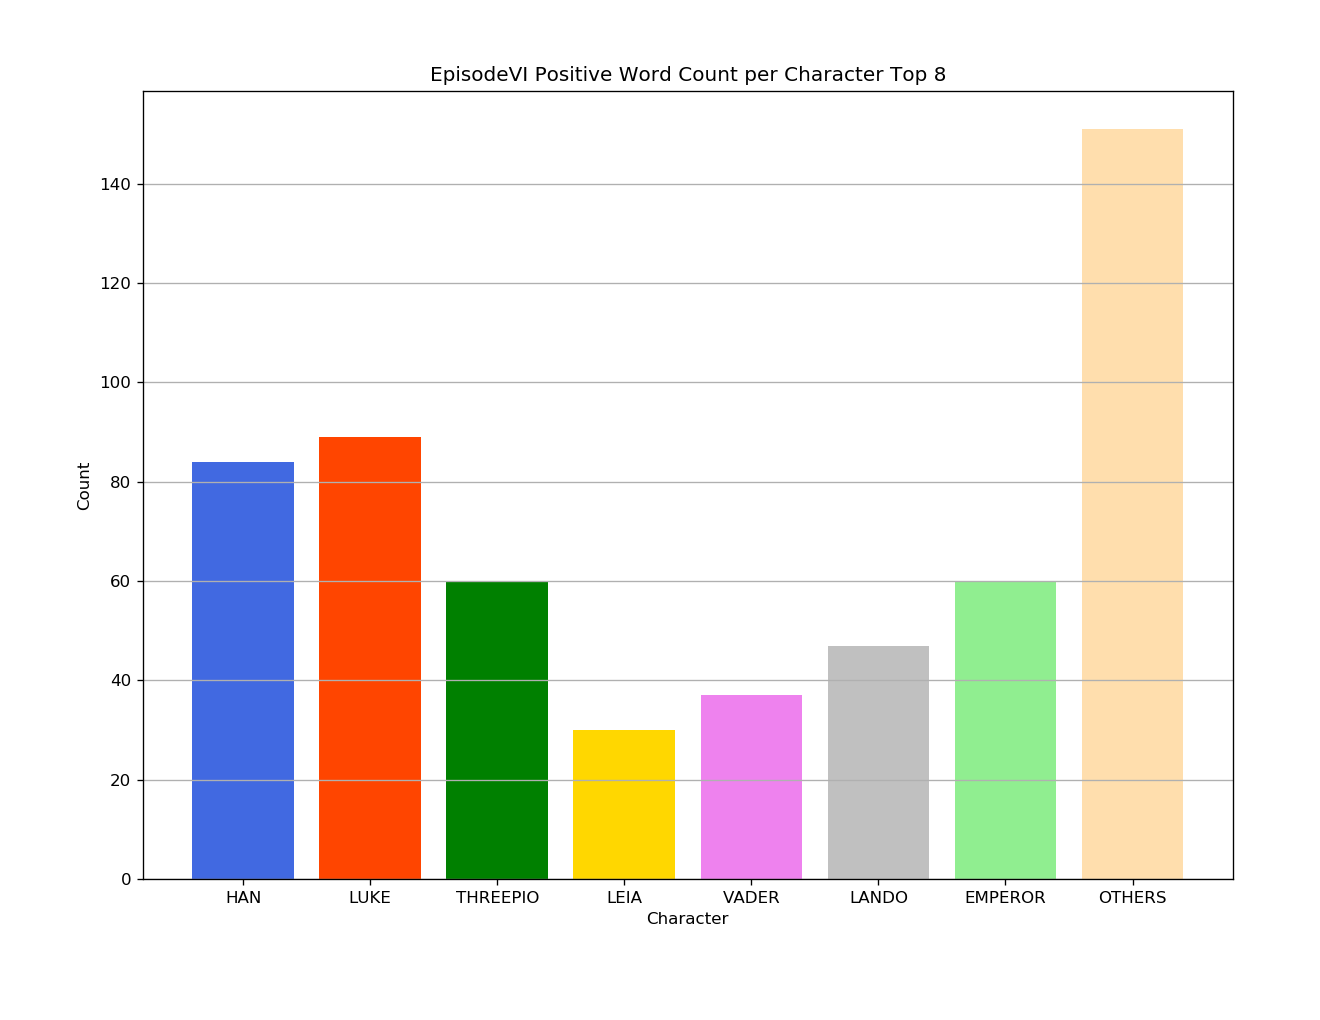 EpisodeVI Positive Word Count per Character Top 8
140
120
100
80
60
40
20
0
Count
HAN LUKE THREEPIO LEIA VADER LANDO EMPEROR OTHERS
Character